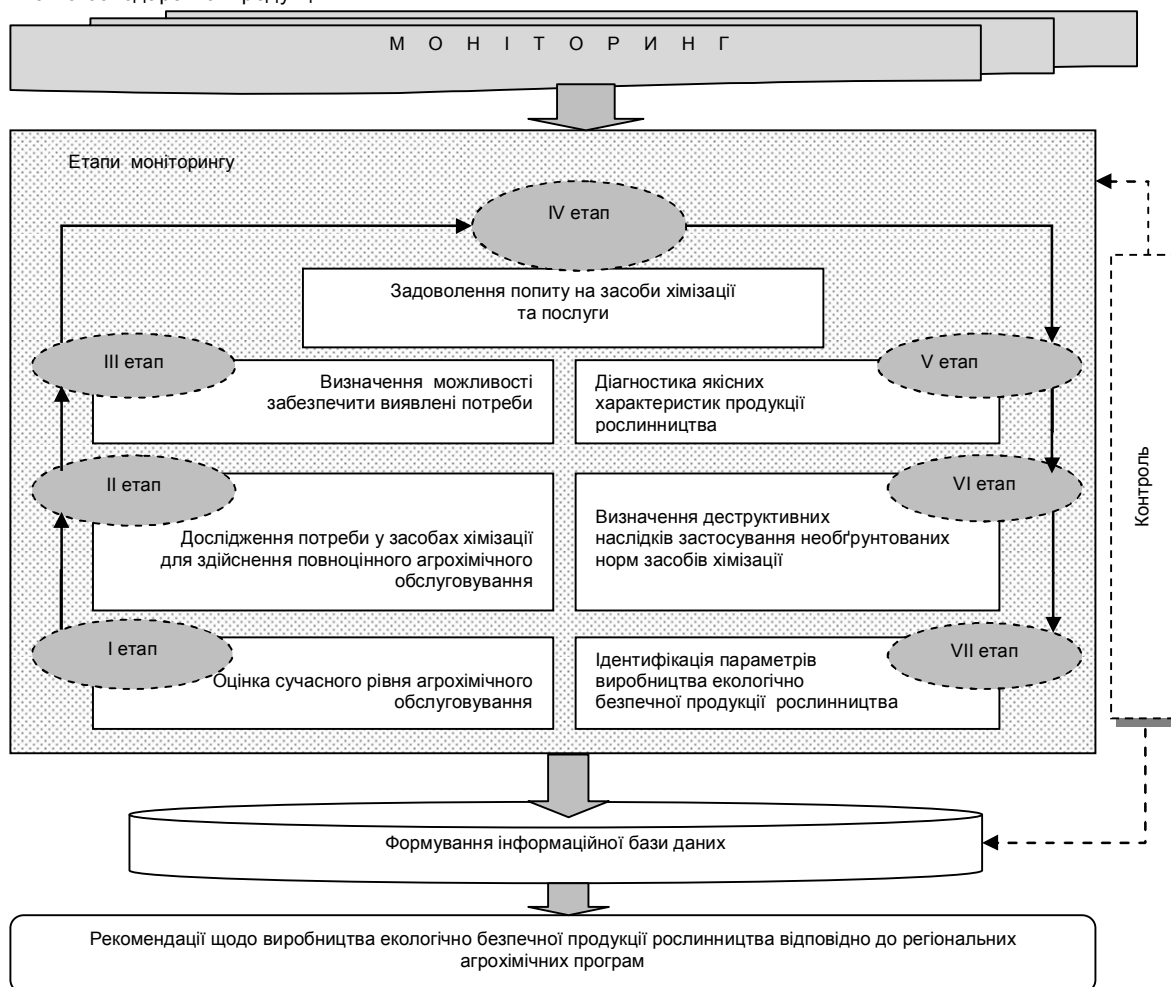 М О Н І Т О Р И Н Г
Етапи моніторингу
IV етап
Задоволення попиту на засоби хімізації
та послуги
III етап
Визначення можливості
забезпечити виявлені потреби
V етап
Діагностика якісних
характеристик продукції
рослинництва
II етап
Дослідження потреби у засобах хімізації
для здійснення повноцінного агрохімічного
обслуговування
VI етап
Визначення деструктивних
наслідків застосування необґрунтованих
норм засобів хімізації
I етап
Оцінка сучасного рівня агрохімічного
обслуговування
VII етап
Ідентифікація параметрів
виробництва екологічно
безпечної продукції рослинництва
Контроль
Формування інформаційної бази даних
Рекомендації щодо виробництва екологічно безпечної продукції рослинництва відповідно до регіональних
агрохімічних програм